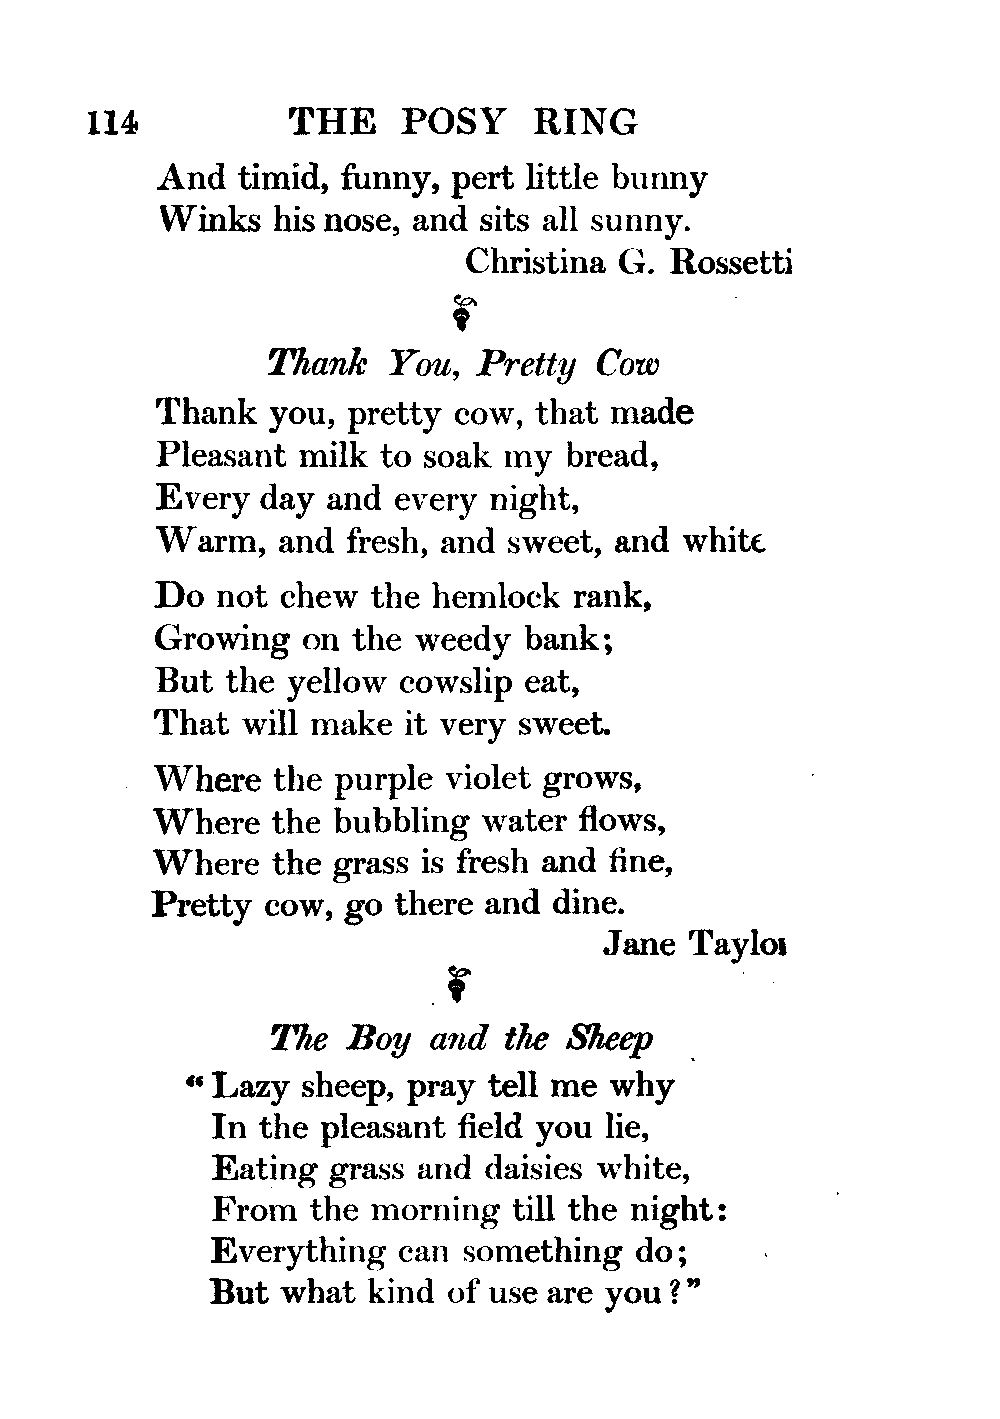 114 THE POSY RING
And timid, funny, pert little bunny
Winks his nose, and sits all sunny.
Christina G. Rossetti
Thank You, Pretty Cow
Thank you, pretty cow, that made
Pleasant milk to soak my bread,
Every day and every night,
Warm, and fresh, and sweet, and white
Do not chew the hemlock rank,
Growing on the weedy bank;
But the yellow cowslip eat,
That will make it very sweet.
Where the purple violet grows,
Where the bubbling water flows,
Where the grass is fresh and fine,
Pretty cow, go there and dine.
Jane Taylor
The Boy and the Sheep
"Lazy sheep, pray tell me why
In the pleasant field you lie,
Eating grass and daisies white,
From the morning till the night:
Everything can something do;
But what kind of use are you?"